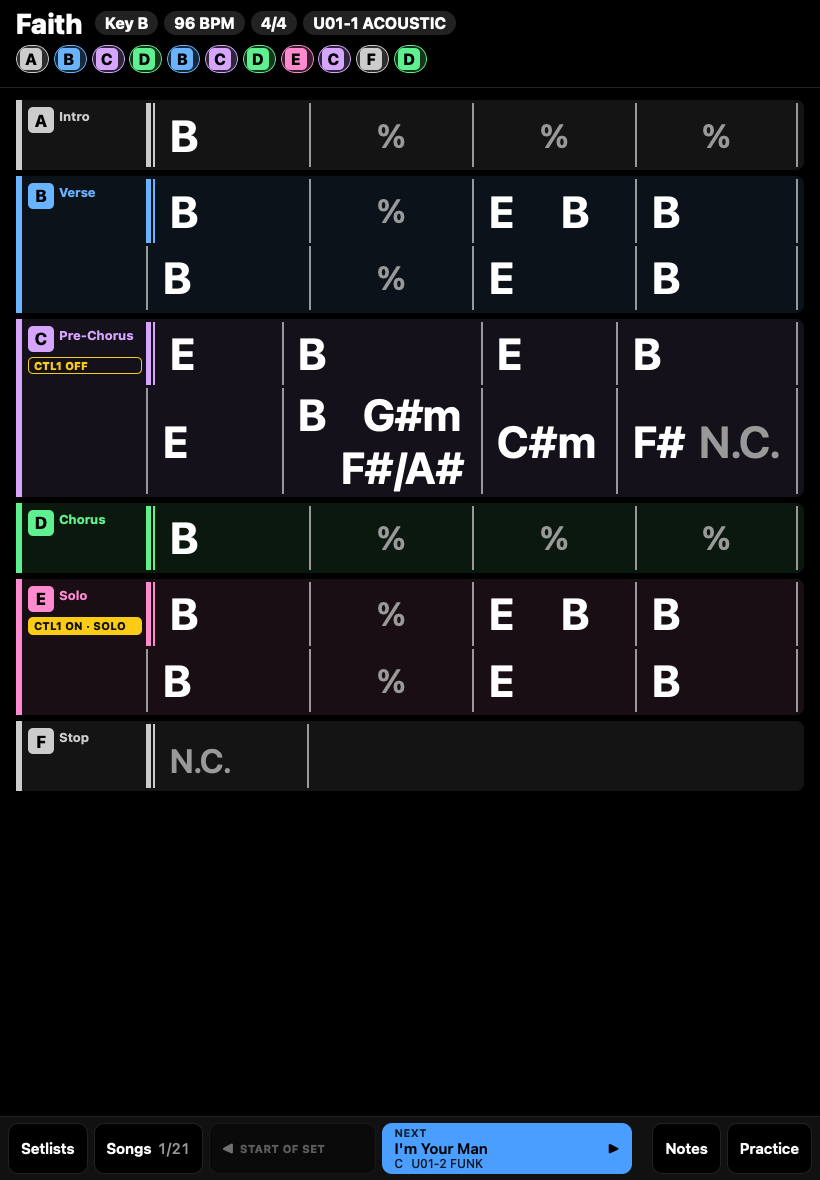 Faith Key B 96 BPM 4/4 U01-1 ACOUSTIC
A B C D B C D E C F D
A Intro B % % %
B Verse B % E B B
B % E B
C Pre-Chorus E B E B
CTL1 OFF
E B G#m F#/A# C#m F# N.C.
D Chorus B % % %
E Solo B % E B B
CTL1 ON · SOLO
B % E B
F Stop N.C.
Setlists Songs 1/21 ◀ START OF SET NEXT
I'm Your Man ▶
C U01-2 FUNK
Notes Practice